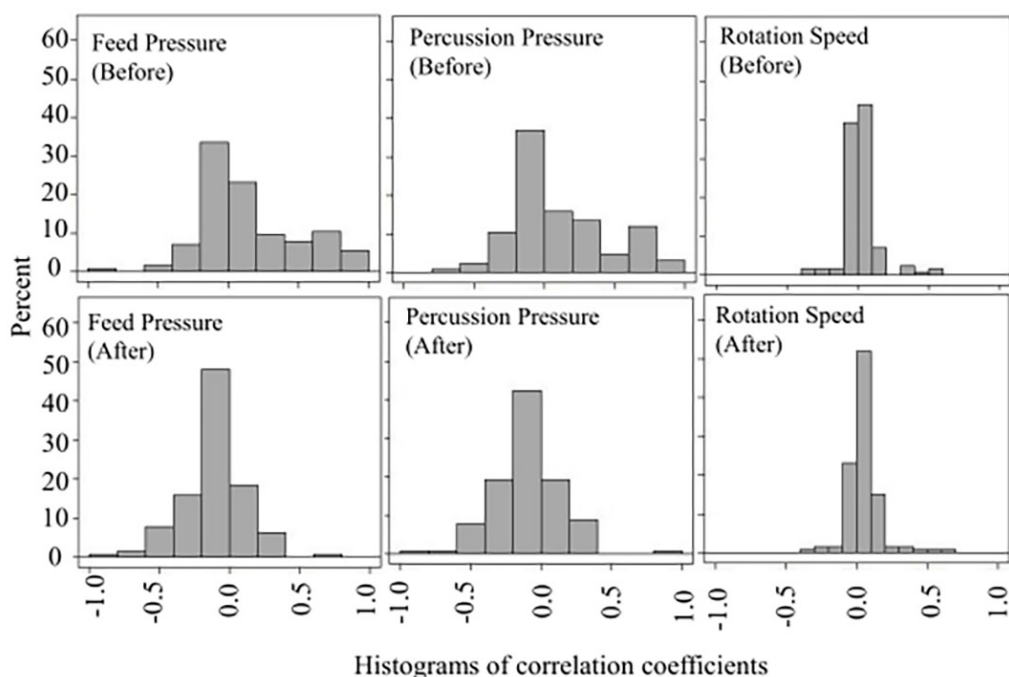 Feed Pressure
(Before)
Percussion Pressure
(Before)
Rotation Speed
(Before)
60
50
40
30
20
10
0
Percent
Feed Pressure
(After)
Percussion Pressure
(After)
Rotation Speed
(After)
60
50
40
30
20
10
0
-1.0 -0.5 0.0 0.5 1.0
-1.0 -0.5 0.0 0.5 1.0
-1.0 -0.5 0.0 0.5 1.0
Histograms of correlation coefficients